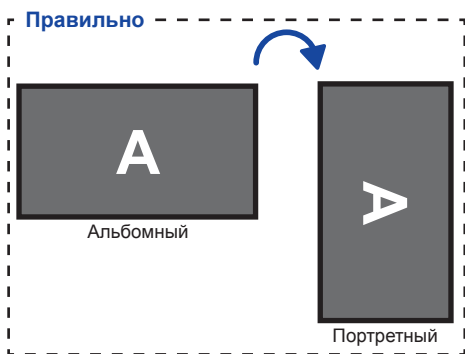 Правильно
A
Альбомный
A
Портретный